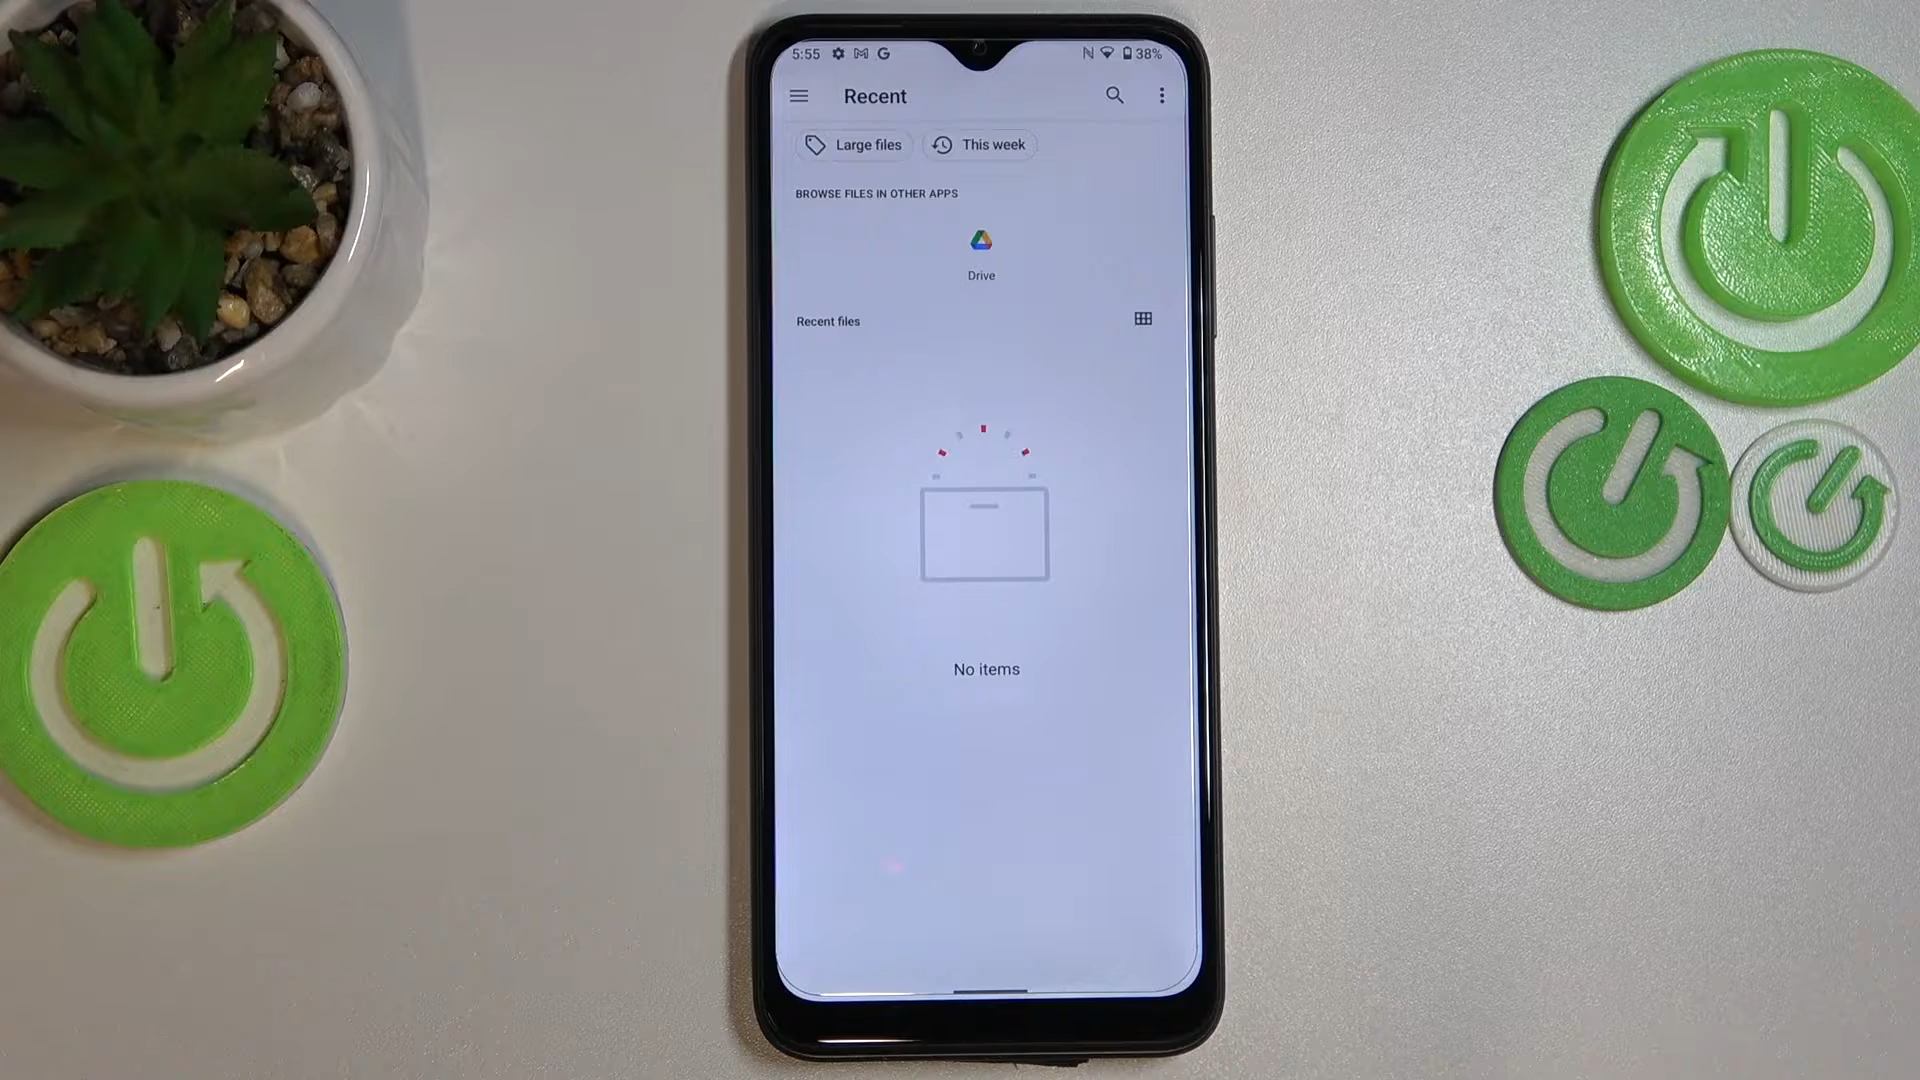 5:55 38%
Recent
Large files This week
BROWSE FILES IN OTHER APPS
Drive
Recent files
No items